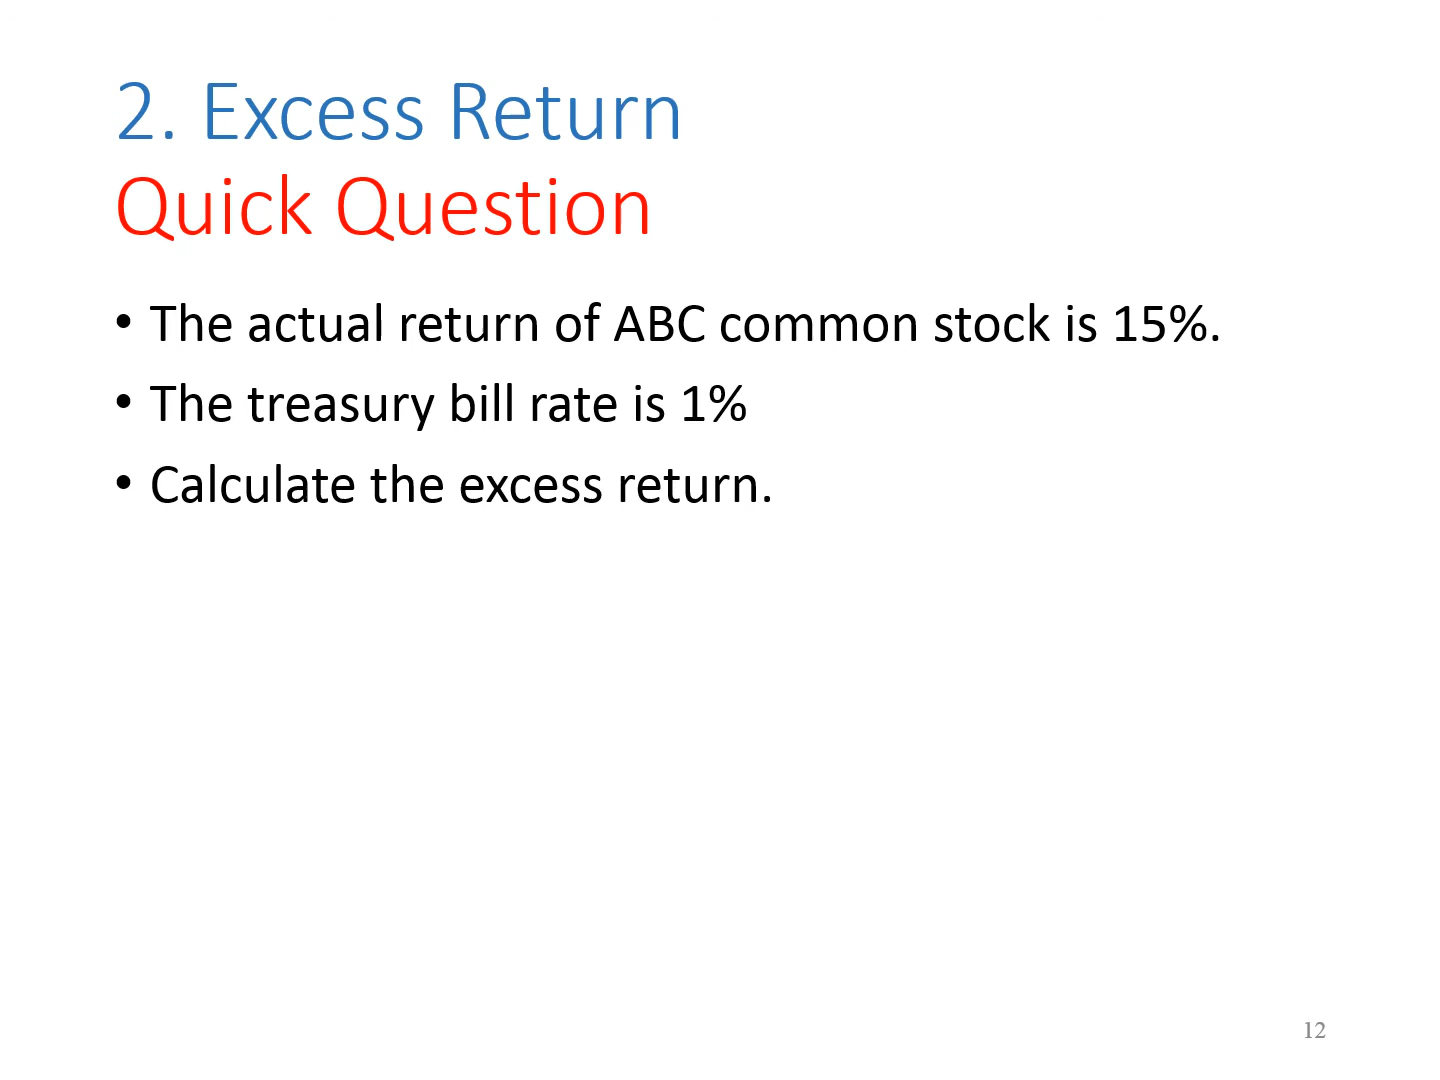 2. Excess Return
Quick Question
• The actual return of ABC common stock is 15%.
• The treasury bill rate is 1%
• Calculate the excess return.
12